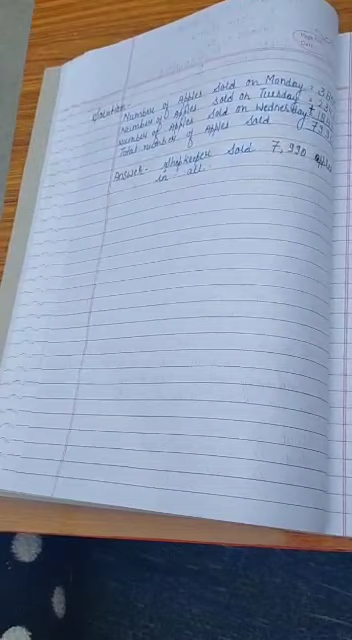 Solution-
Number of Apples sold on Monday =
Number of Apples sold on Tuesday =
Number of Apples sold on Wednesday
Total number of Apples sold
Answer- Shopkeeper sold 7,990 apples
in all.